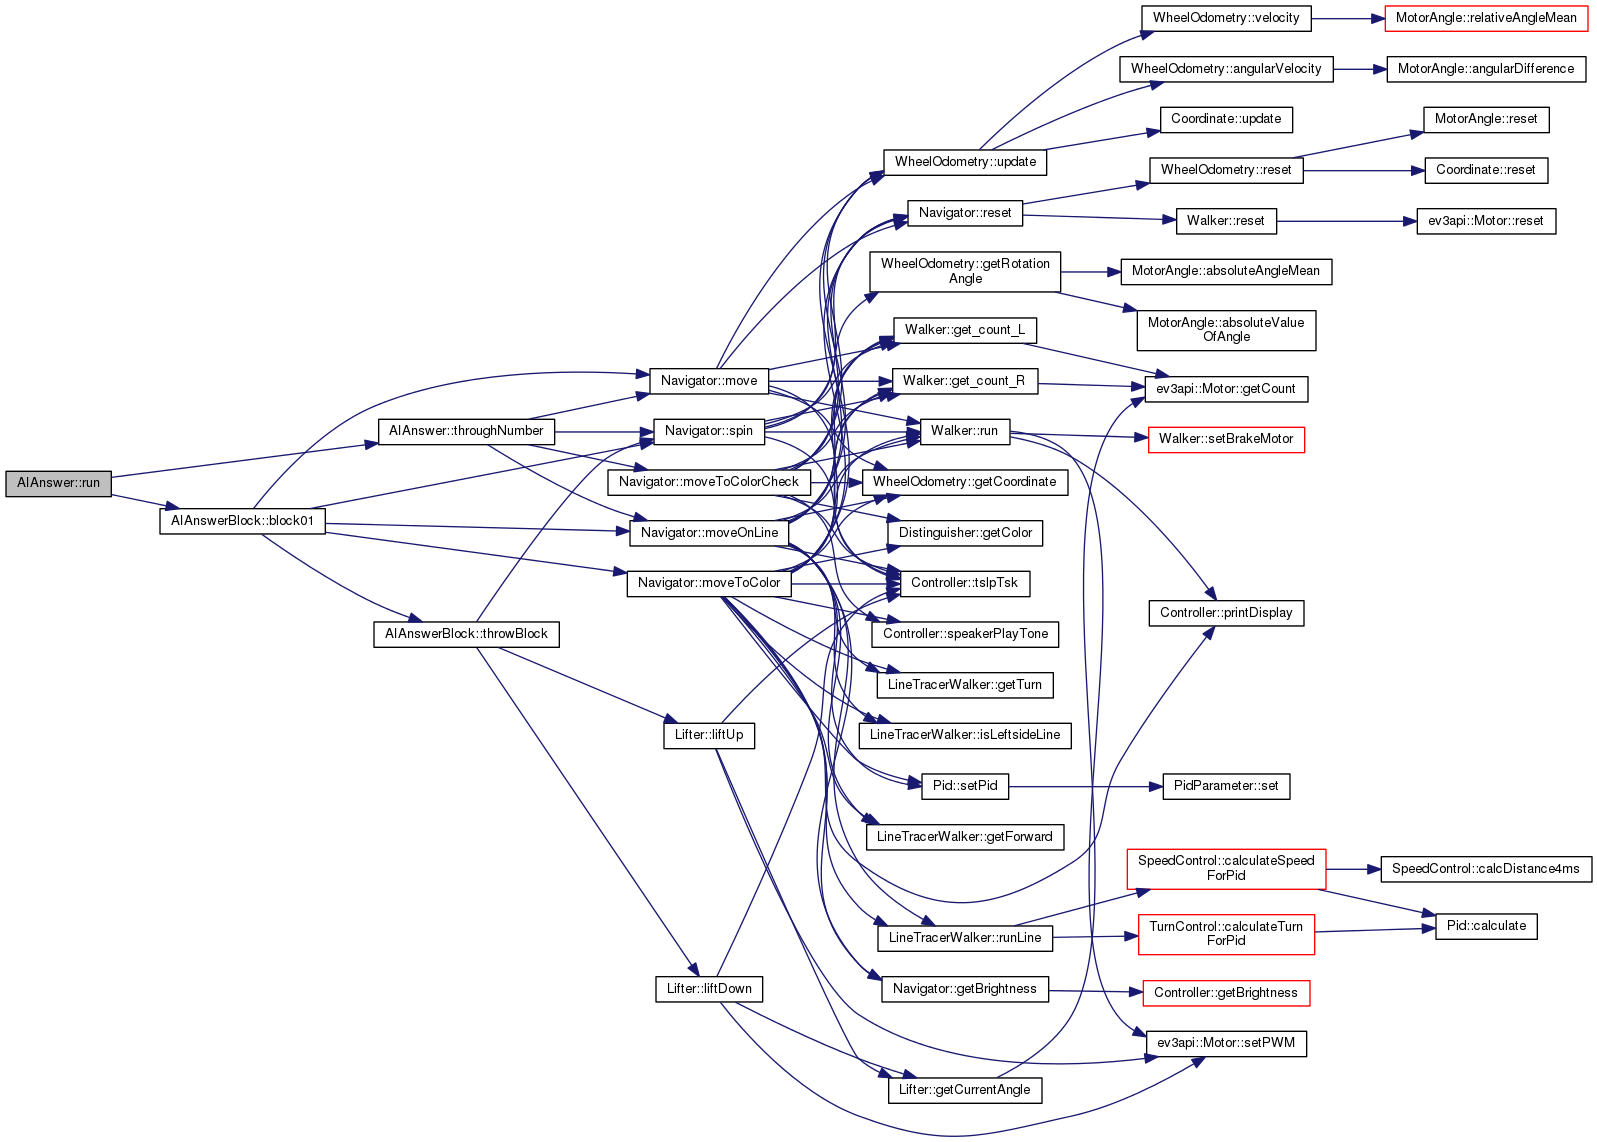 AIAnswer::run
AIAnswerBlock::block01
AIAnswer::throughNumber
AIAnswerBlock::throwBlock
Navigator::move
Navigator::spin
Navigator::moveToColorCheck
Navigator::moveOnLine
Navigator::moveToColor
Lifter::liftUp
Lifter::liftDown
WheelOdometry::update
Navigator::reset
WheelOdometry::getRotation
Angle
Walker::get_count_L
Walker::get_count_R
Walker::run
WheelOdometry::getCoordinate
Distinguisher::getColor
Controller::tslpTsk
Controller::speakerPlayTone
LineTracerWalker::getTurn
LineTracerWalker::isLeftsideLine
Pid::setPid
LineTracerWalker::getForward
LineTracerWalker::runLine
Navigator::getBrightness
Lifter::getCurrentAngle
WheelOdometry::velocity
WheelOdometry::angularVelocity
Coordinate::update
WheelOdometry::reset
Walker::reset
MotorAngle::absoluteAngleMean
MotorAngle::absoluteValue
OfAngle
ev3api::Motor::getCount
Walker::setBrakeMotor
Controller::printDisplay
PidParameter::set
SpeedControl::calculateSpeed
ForPid
TurnControl::calculateTurn
ForPid
Controller::getBrightness
ev3api::Motor::setPWM
MotorAngle::relativeAngleMean
MotorAngle::angularDifference
MotorAngle::reset
Coordinate::reset
ev3api::Motor::reset
SpeedControl::calcDistance4ms
Pid::calculate